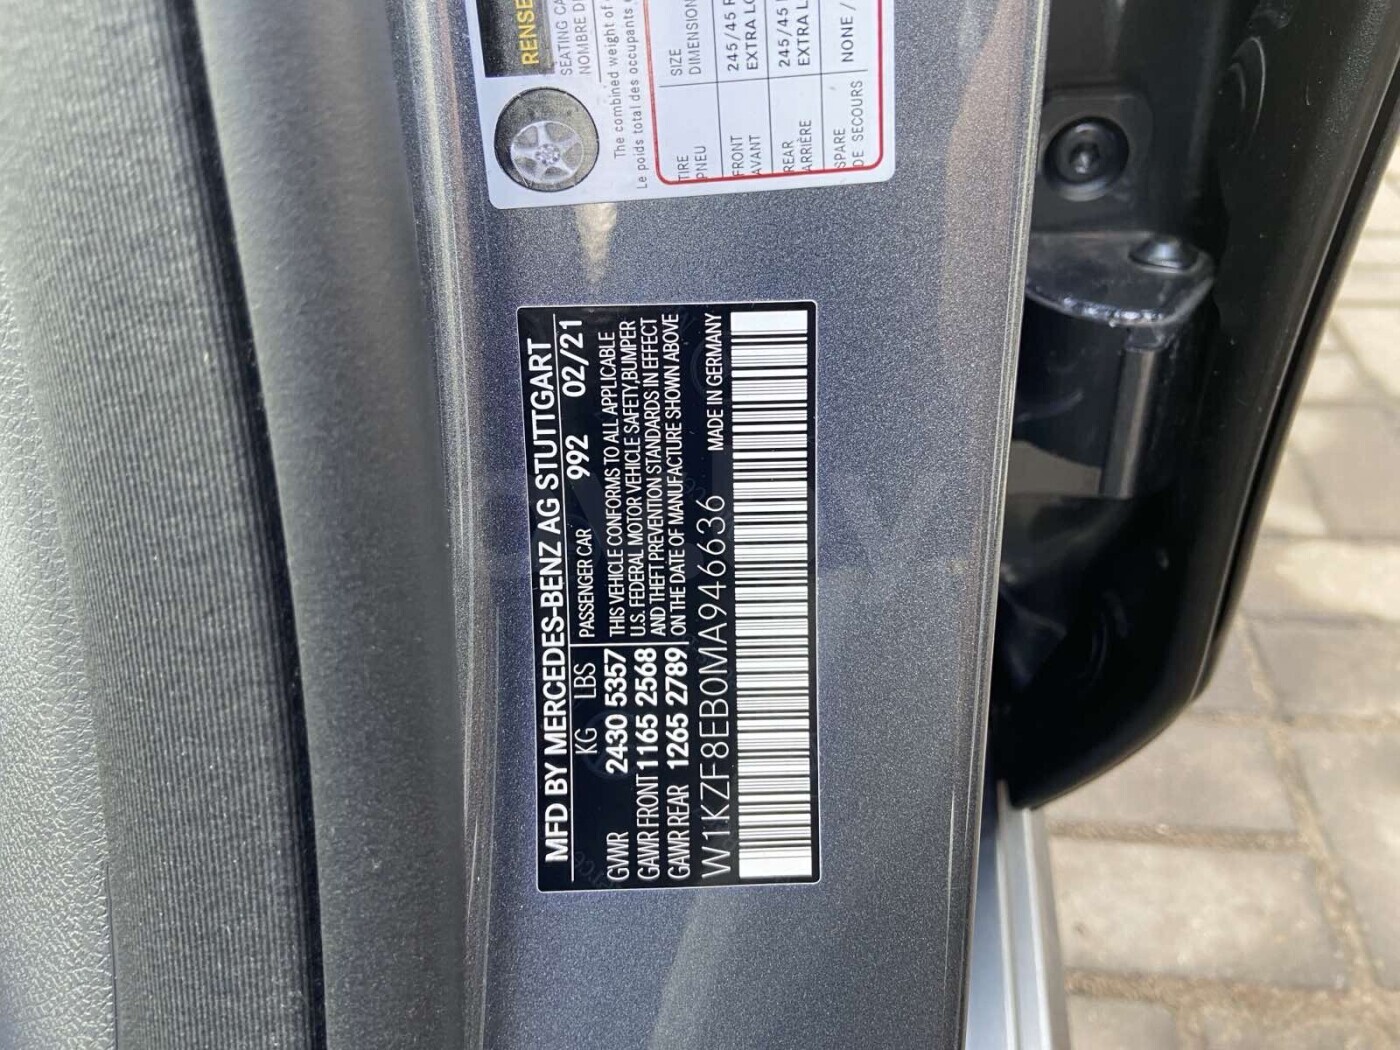 RENSE
SEATING CA
NOMBRE DE
The combined weight of
Le poids total des occupants
TIRE SIZE
PNEU DIMENSION
FRONT 245/45
AVANT EXTRA LO
REAR 245/45
ARRIÈRE EXTRA L
SPARE NONE /
DE SECOURS
MFD BY MERCEDES-BENZ AG STUTTGART
KG LBS PASSENGER CAR 992 02/21
GVWR 2430 5357 THIS VEHICLE CONFORMS TO ALL APPLICABLE
GAWR FRONT 1165 2568 U.S. FEDERAL MOTOR VEHICLE SAFETY,BUMPER
AND THEFT PREVENTION STANDARDS IN EFFECT
GAWR REAR 1265 2789 ON THE DATE OF MANUFACTURE SHOWN ABOVE
W1KZF8EB0MA946636 MADE IN GERMANY